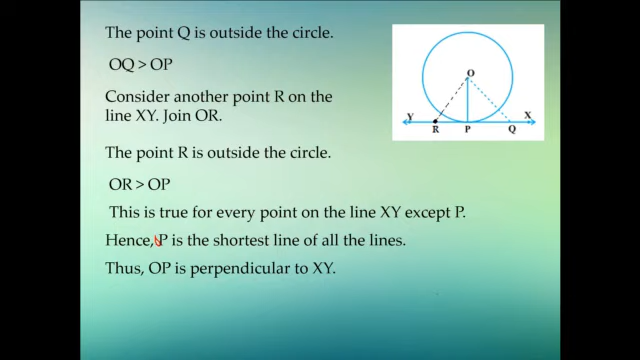 The point Q is outside the circle.
OQ > OP
Consider another point R on the
line XY. Join OR.
The point R is outside the circle.
OR > OP
This is true for every point on the line XY except P.
Hence, P is the shortest line of all the lines.
Thus, OP is perpendicular to XY.
O
Y X
R P Q